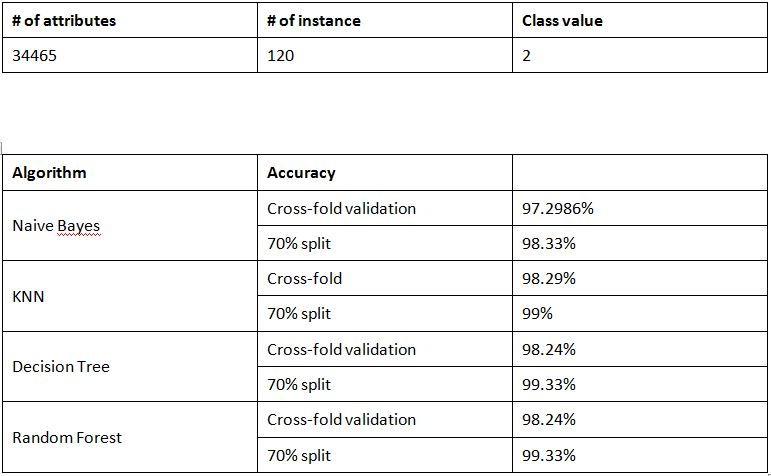 # of attributes # of instance Class value
34465 120 2
Algorithm Accuracy
Naive Bayes Cross-fold validation 97.2986%
70% split 98.33%
KNN Cross-fold 98.29%
70% split 99%
Decision Tree Cross-fold validation 98.24%
70% split 99.33%
Random Forest Cross-fold validation 98.24%
70% split 99.33%